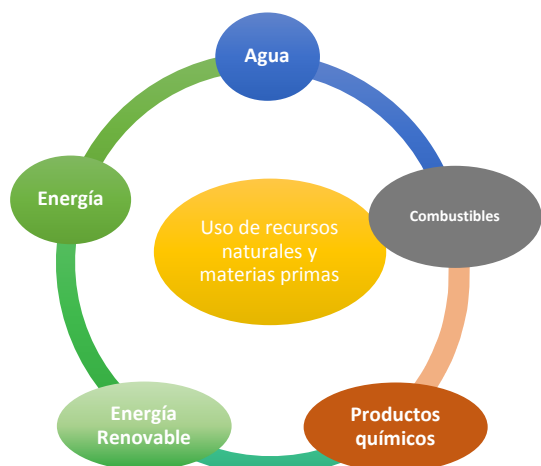 Agua
Energía
Combustibles
Uso de recursos
naturales y
materias primas
Energía
Renovable
Productos
químicos